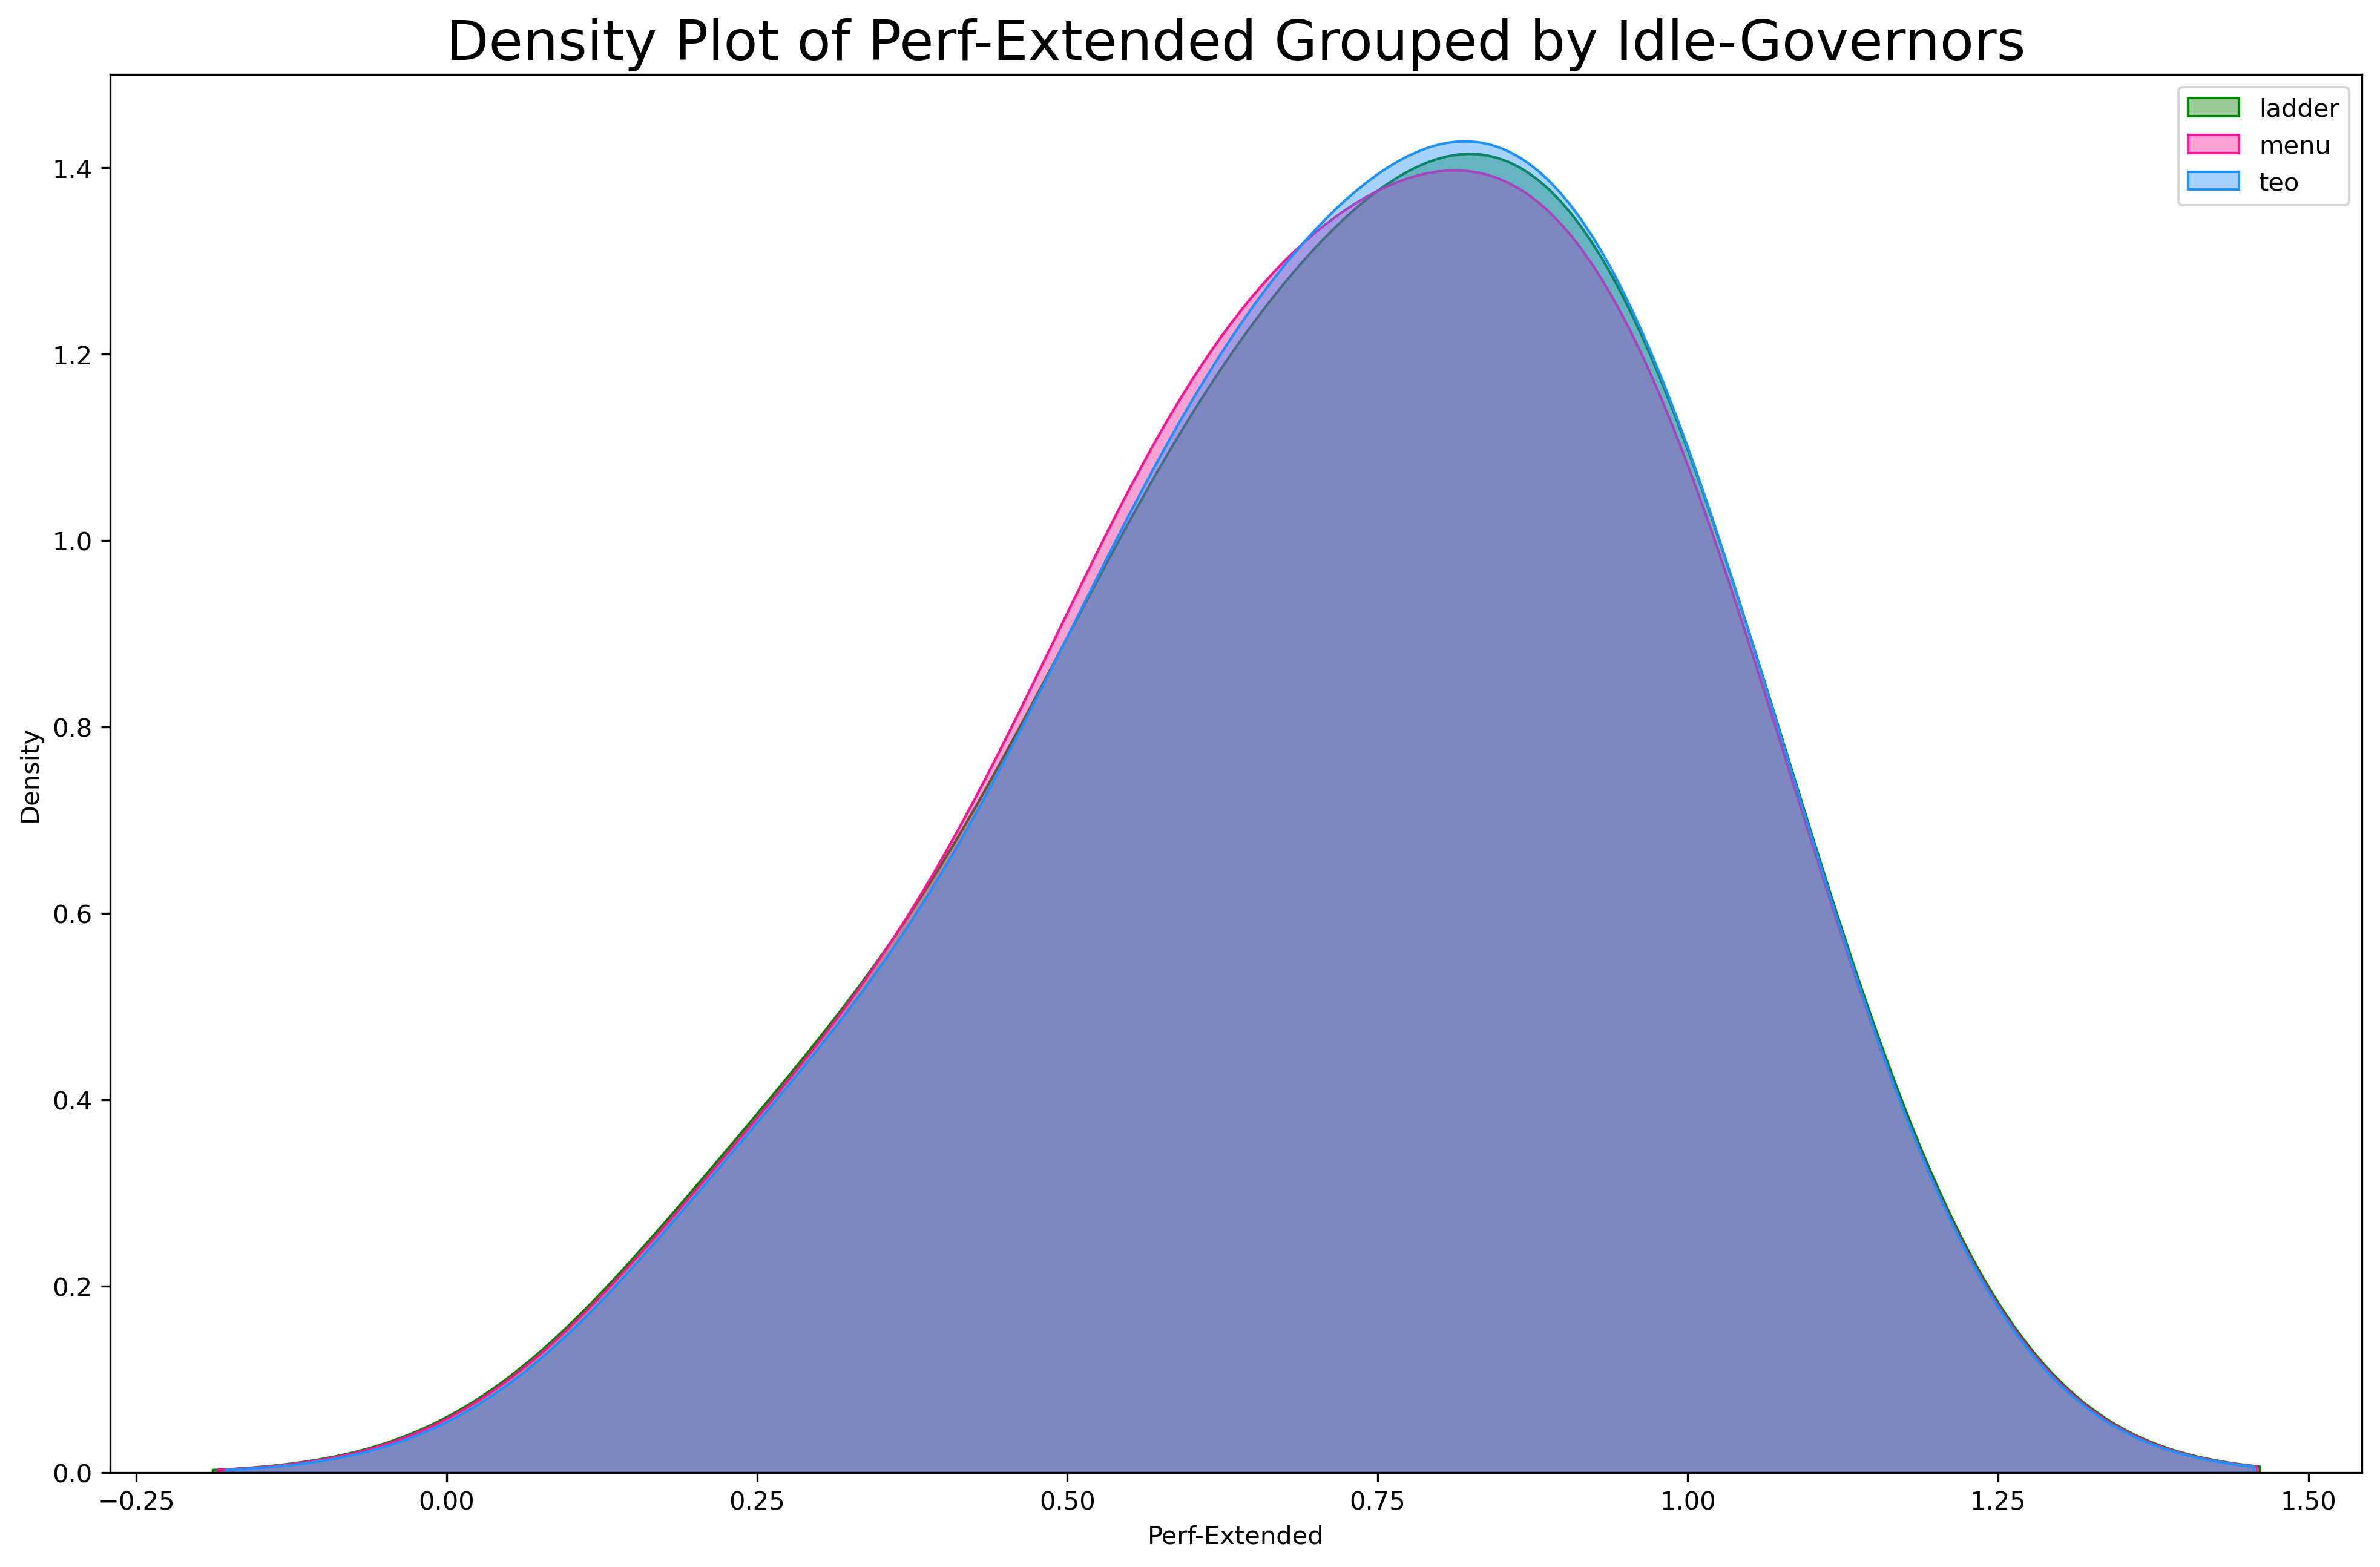 Density Plot of Perf-Extended Grouped by Idle-Governors
ladder
menu
teo
Density
1.4
1.2
1.0
0.8
0.6
0.4
0.2
0.0
−0.25 0.00 0.25 0.50 0.75 1.00 1.25 1.50
Perf-Extended